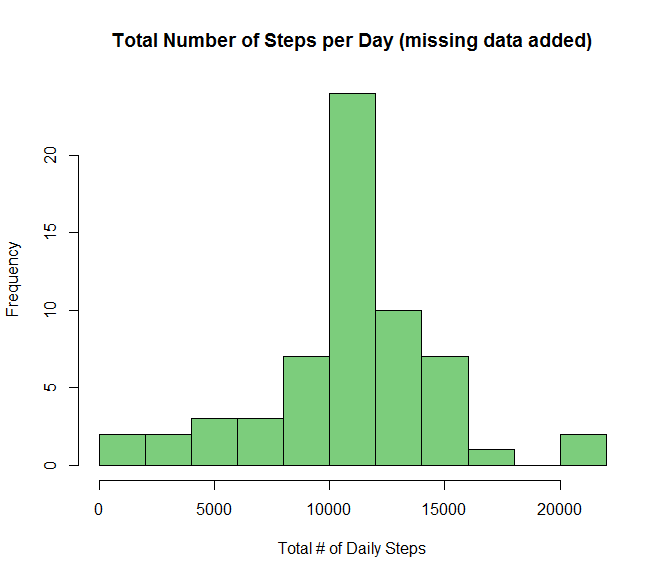 Total Number of Steps per Day (missing data added)
Frequency
20
15
10
5
0
0 5000 10000 15000 20000
Total # of Daily Steps